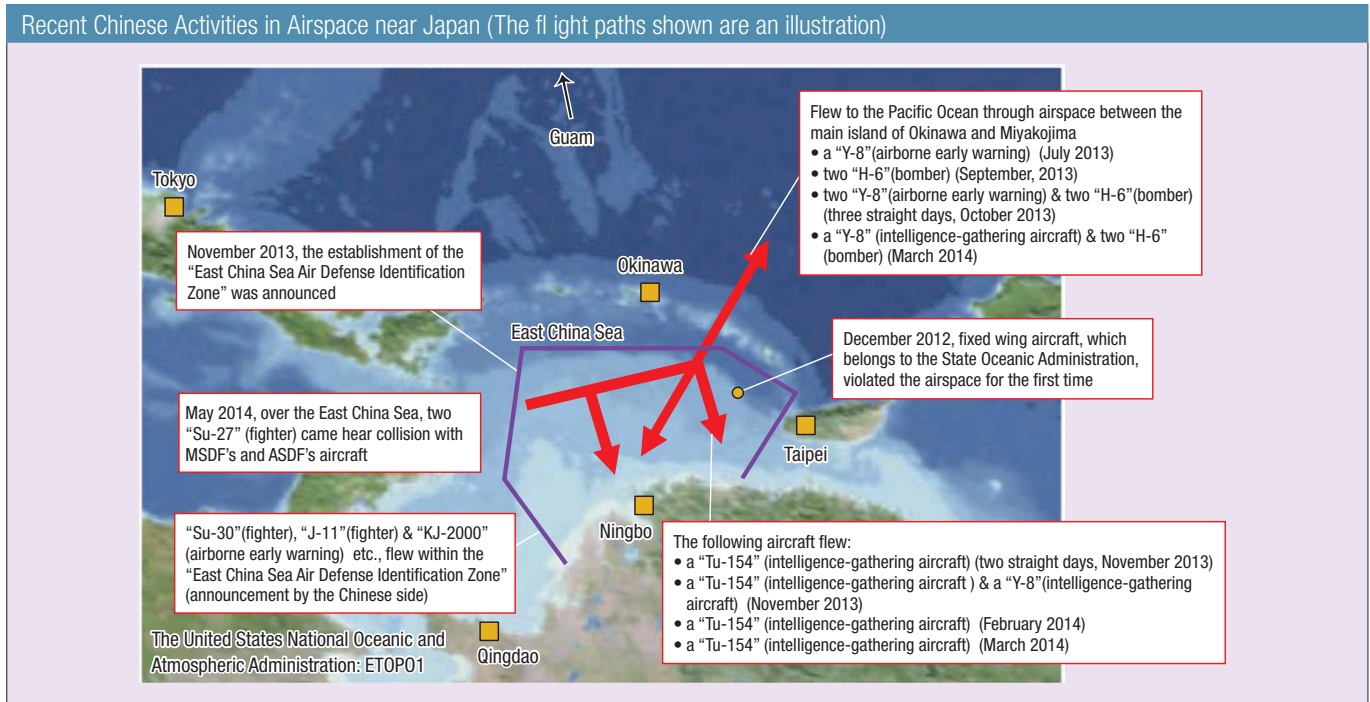 Recent Chinese Activities in Airspace near Japan (The fl ight paths shown are an illustration)
Guam
Tokyo
Flew to the Pacific Ocean through airspace between the
main island of Okinawa and Miyakojima
• a “Y-8”(airborne early warning) (July 2013)
• two “H-6”(bomber) (September, 2013)
• two “Y-8”(airborne early warning) & two “H-6”(bomber)
(three straight days, October 2013)
• a “Y-8” (intelligence-gathering aircraft) & two “H-6”
(bomber) (March 2014)
November 2013, the establishment of the
“East China Sea Air Defense Identification
Zone” was announced
Okinawa
East China Sea
December 2012, fixed wing aircraft, which
belongs to the State Oceanic Administration,
violated the airspace for the first time
May 2014, over the East China Sea, two
“Su-27” (fighter) came hear collision with
MSDF’s and ASDF’s aircraft
Taipei
Ningbo
“Su-30”(fighter), “J-11”(fighter) & “KJ-2000”
(airborne early warning) etc., flew within the
“East China Sea Air Defense Identification Zone”
(announcement by the Chinese side)
The following aircraft flew:
• a “Tu-154” (intelligence-gathering aircraft) (two straight days, November 2013)
• a “Tu-154” (intelligence-gathering aircraft ) & a “Y-8”(intelligence-gathering
aircraft) (November 2013)
• a “Tu-154” (intelligence-gathering aircraft) (February 2014)
• a “Tu-154” (intelligence-gathering aircraft) (March 2014)
The United States National Oceanic and
Atmospheric Administration: ETOPO1
Qingdao